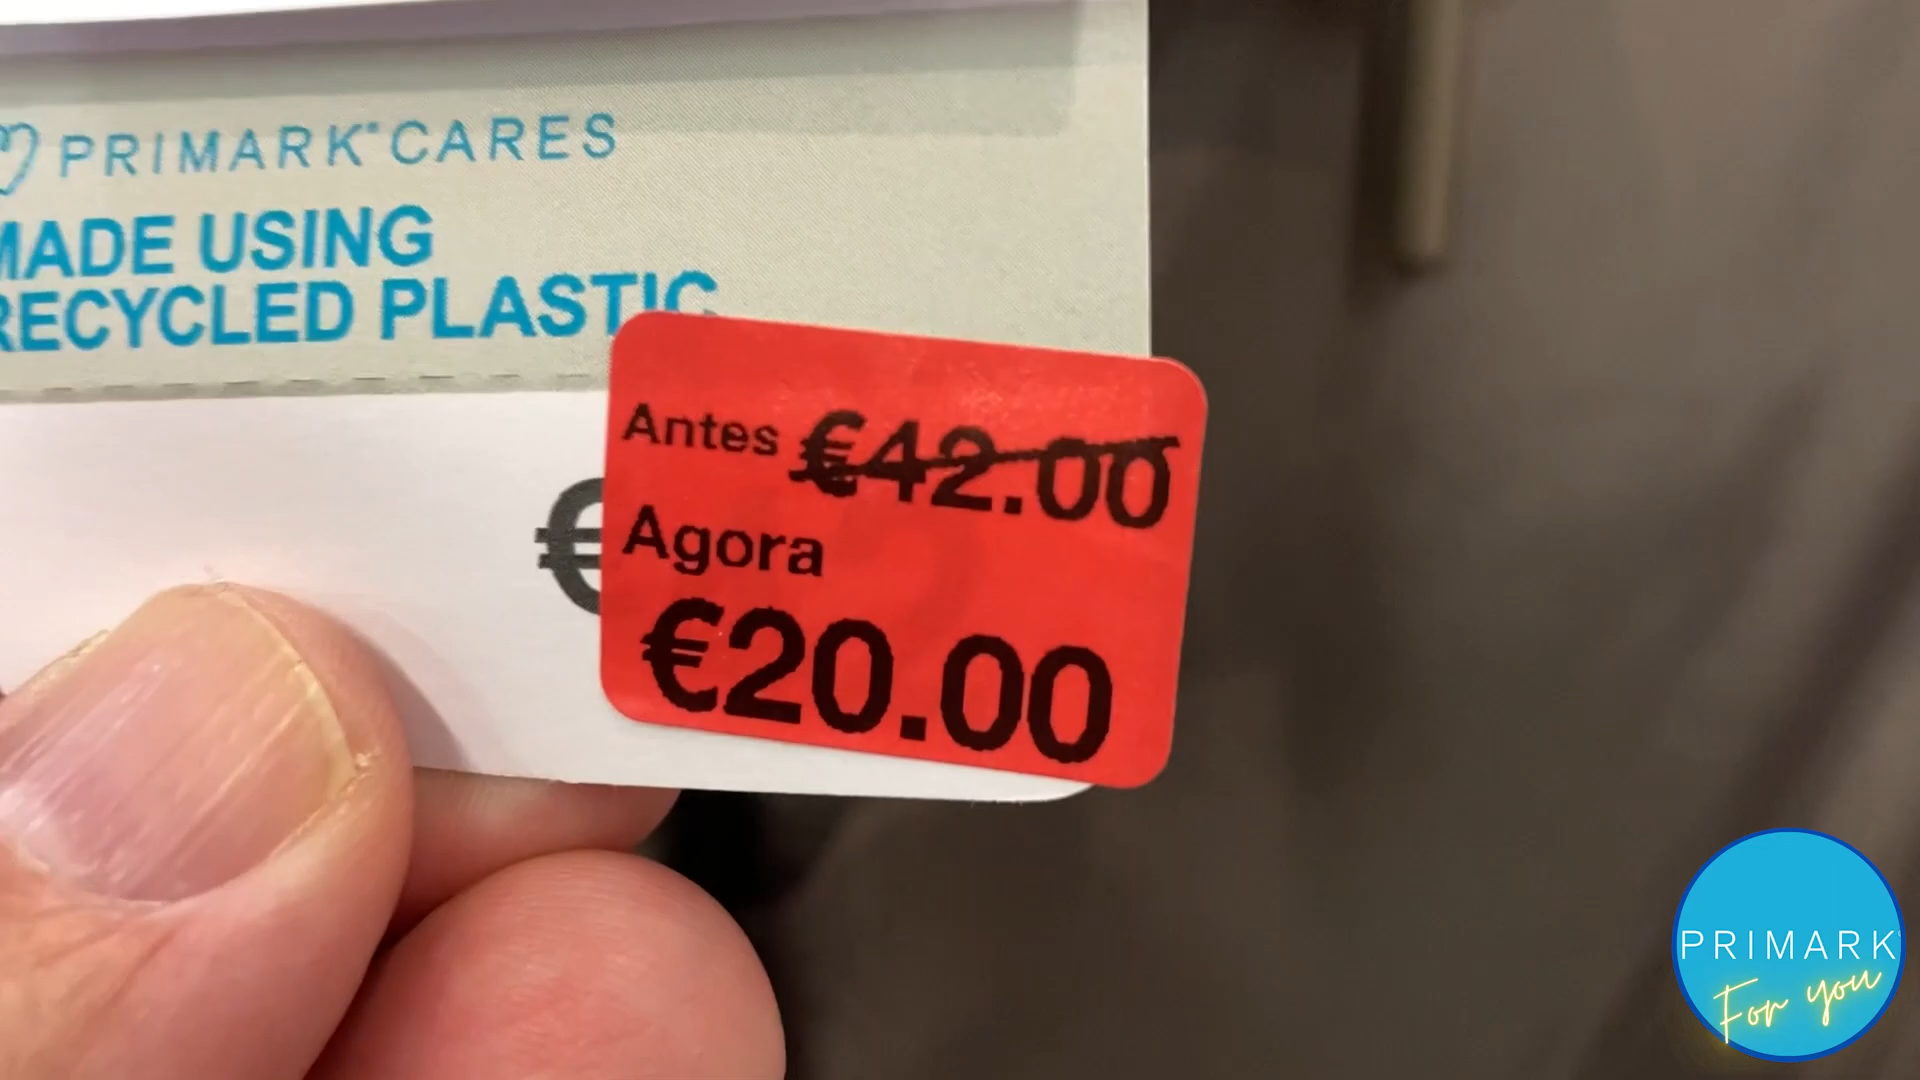 PRIMARK® CARES
MADE USING
RECYCLED PLASTIC
€
Antes €42.00
Agora
€20.00
PRIMARK
For you